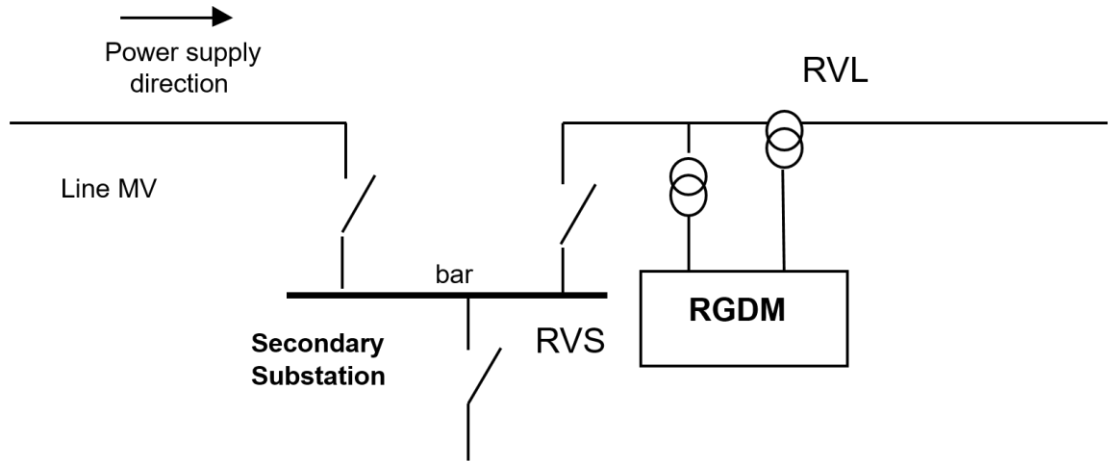 Power supply
direction
RVL
Line MV
bar
RGDM
Secondary
Substation
RVS